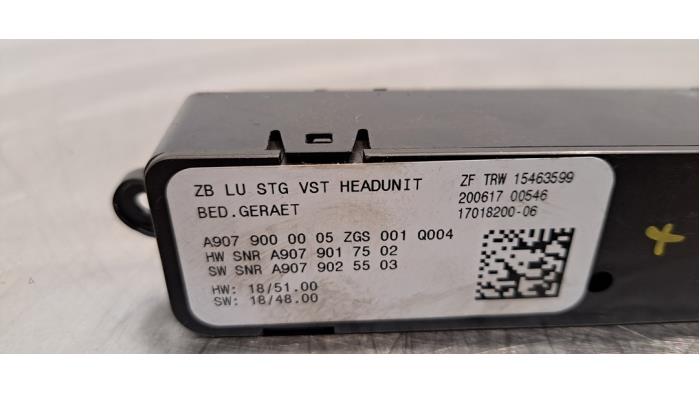 ZB LU STG VST HEADUNIT
BED.GERAET
ZF TRW 15463599
200617 00546
17018200-06
A907 900 00 05 ZGS 001 Q004
HW SNR A907 901 75 02
SW SNR A907 902 55 03
HW: 18/51.00
SW: 18/48.00